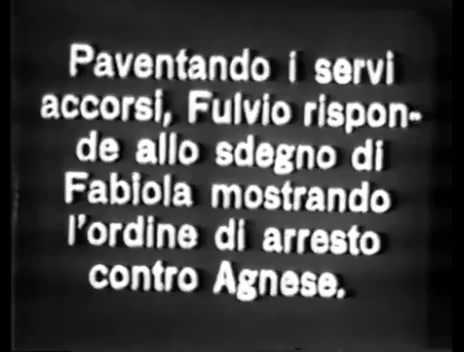 Paventando i servi
accorsi, Fulvio rispon-
de allo sdegno di
Fabiola mostrando
l'ordine di arresto
contro Agnese.